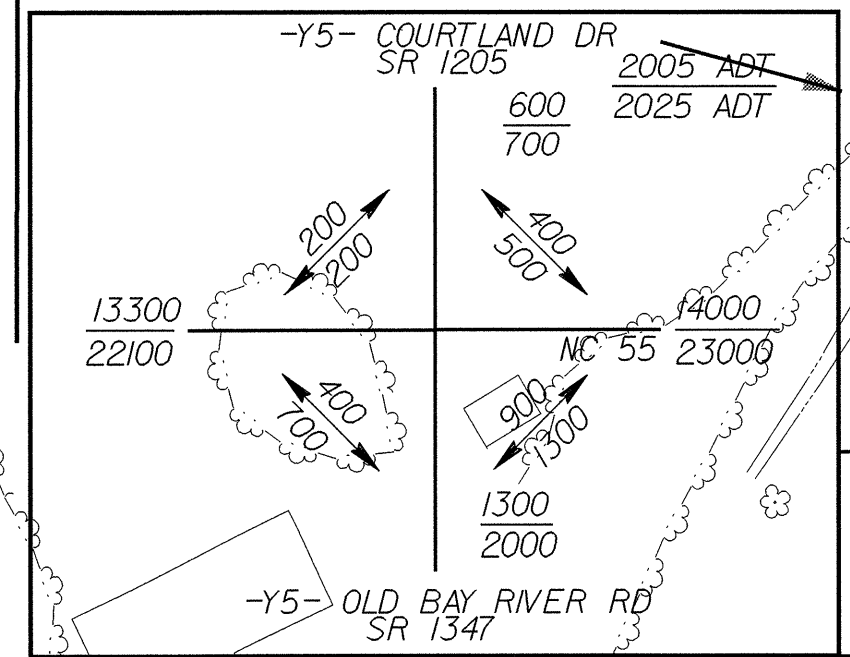 -Y5- COURTLAND DR
SR 1205
2005 ADT
2025 ADT
600
700
200
200
400
500
13300
22100
14000
23000
NC 55
400
700
900
1300
1300
2000
-Y5- OLD BAY RIVER RD
SR 1347